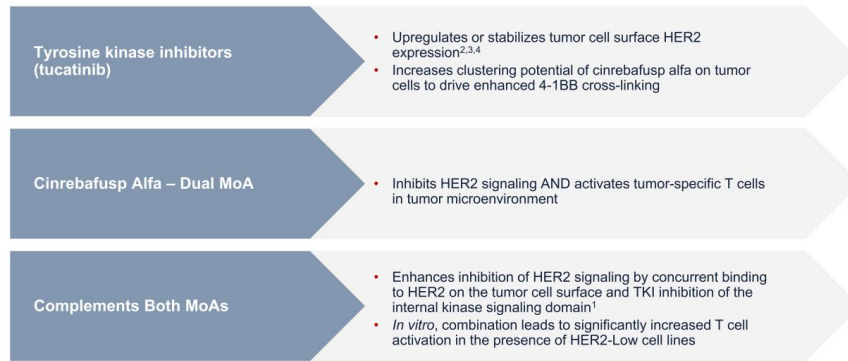 Tyrosine kinase inhibitors
(tucatinib)
• Upregulates or stabilizes tumor cell surface HER2
expression2,3,4
• Increases clustering potential of cinrebafusp alfa on tumor
cells to drive enhanced 4-1BB cross-linking
Cinrebafusp Alfa – Dual MoA
• Inhibits HER2 signaling AND activates tumor-specific T cells
in tumor microenvironment
Complements Both MoAs
• Enhances inhibition of HER2 signaling by concurrent binding
to HER2 on the tumor cell surface and TKI inhibition of the
internal kinase signaling domain1
• In vitro, combination leads to significantly increased T cell
activation in the presence of HER2-Low cell lines